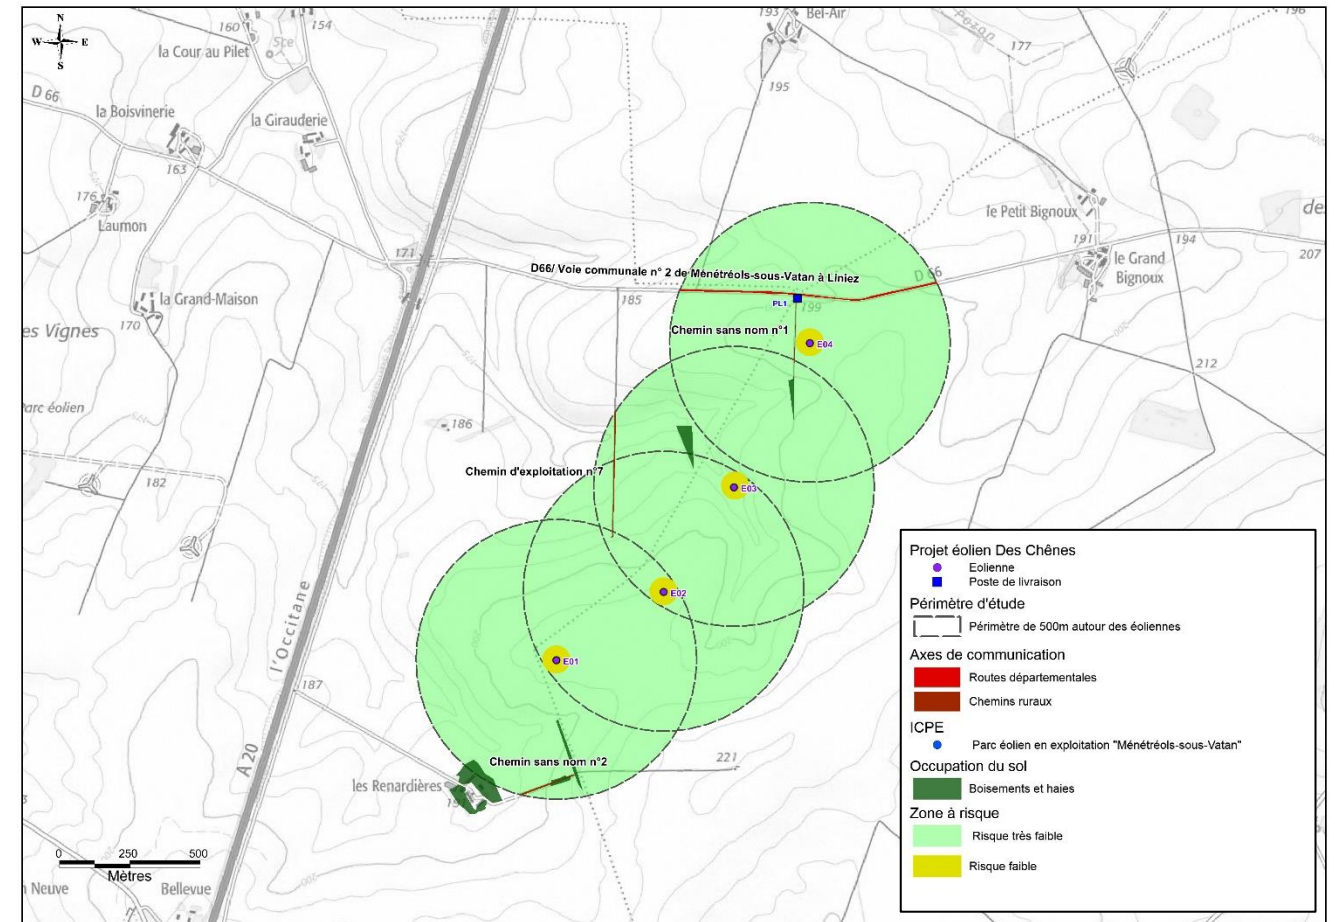 N
W E
S
160
154
la Cour au Pilet
Sce
193
Bel-Air
Pezan
177
196
195
D 66
la Boisvinerie
la Girauderie
163
176
Laumon
171
le Petit Bignoux
191
194
207
le Grand
Bignoux
des
D66/ Voie communale n° 2 de Ménétréols-sous-Vatan à Liniez
D 66
la Grand-Maison
170
185
PL1
199
Chemin sans nom n°1
E04
es Vignes
212
Parc éolien
186
Chemin d'exploitation n°7
182
E03
E02
E01
l'Occitane
187
A 20
Chemin sans nom n°2
221
les Renardières
0 250 500
Mètres
n Neuve
Bellevue
Projet éolien Des Chênes
Eolienne
Poste de livraison
Périmètre d'étude
Périmètre de 500m autour des éoliennes
Axes de communication
Routes départementales
Chemins ruraux
ICPE
Parc éolien en exploitation "Ménétréols-sous-Vatan"
Occupation du sol
Boisements et haies
Zone à risque
Risque très faible
Risque faible